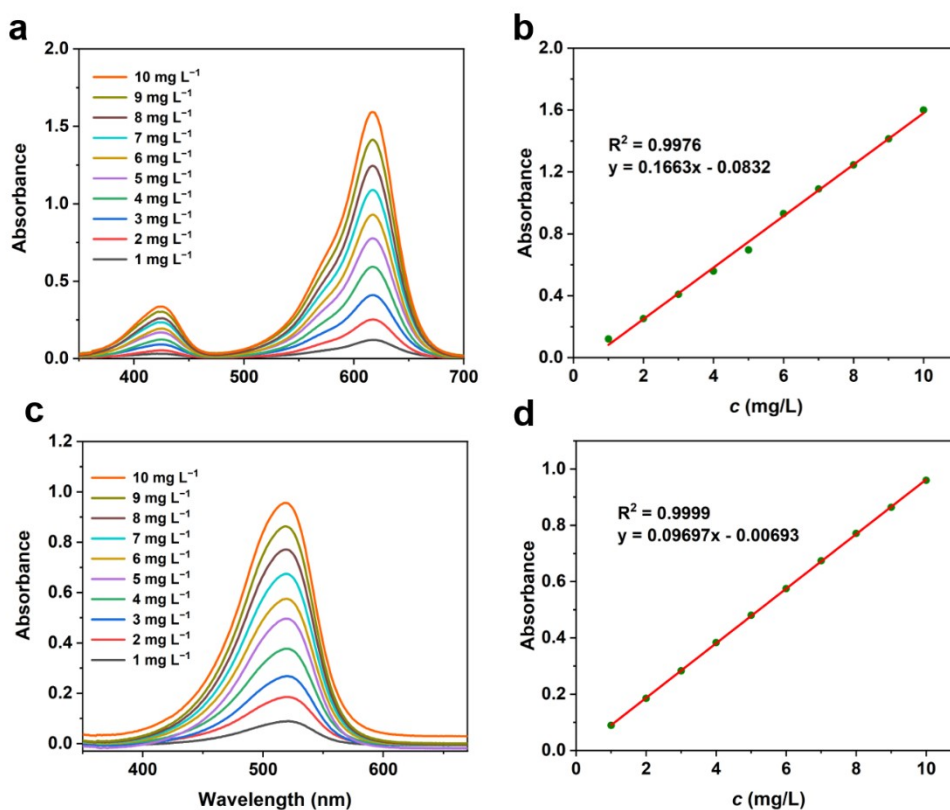 a
2.0
1.5
1.0
0.5
0.0
Absorbance
10 mg L⁻¹
9 mg L⁻¹
8 mg L⁻¹
7 mg L⁻¹
6 mg L⁻¹
5 mg L⁻¹
4 mg L⁻¹
3 mg L⁻¹
2 mg L⁻¹
1 mg L⁻¹
400 500 600 700
b
2.0
1.6
1.2
0.8
0.4
0.0
Absorbance
R² = 0.9976
y = 0.1663x - 0.0832
0 2 4 6 8 10
c (mg/L)
c
1.2
1.0
0.8
0.6
0.4
0.2
0.0
Absorbance
10 mg L⁻¹
9 mg L⁻¹
8 mg L⁻¹
7 mg L⁻¹
6 mg L⁻¹
5 mg L⁻¹
4 mg L⁻¹
3 mg L⁻¹
2 mg L⁻¹
1 mg L⁻¹
400 500 600
Wavelength (nm)
d
1.0
0.8
0.6
0.4
0.2
0.0
Absorbance
R² = 0.9999
y = 0.09697x - 0.00693
0 2 4 6 8 10
c (mg/L)